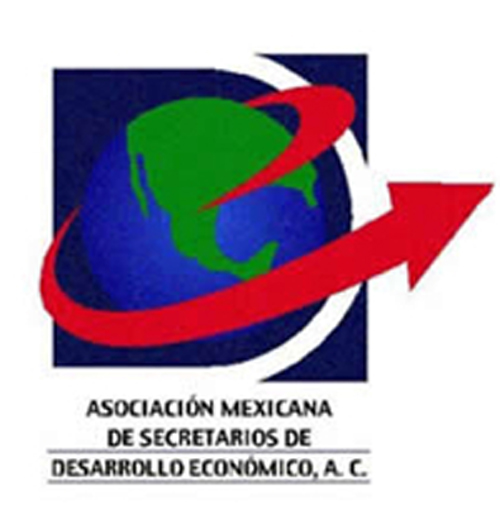 ASOCIACIÓN MEXICANA
DE SECRETARIOS DE
DESARROLLO ECONÓMICO, A. C.